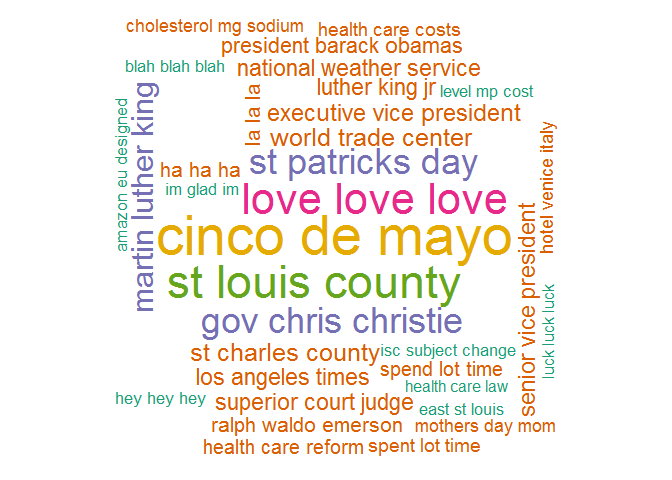 cholesterol mg sodium
health care costs
president barack obamas
blah blah blah
national weather service
luther king jr
level mp cost
la la la
executive vice president
world trade center
amazon eu designed
martin luther king
ha ha ha
st patricks day
im glad im
love love love
hotel venice italy
cinco de mayo
st louis county
senior vice president
gov chris christie
luck luck luck
st charles county
isc subject change
los angeles times
spend lot time
health care law
hey hey hey
superior court judge
east st louis
ralph waldo emerson
mothers day mom
health care reform
spent lot time